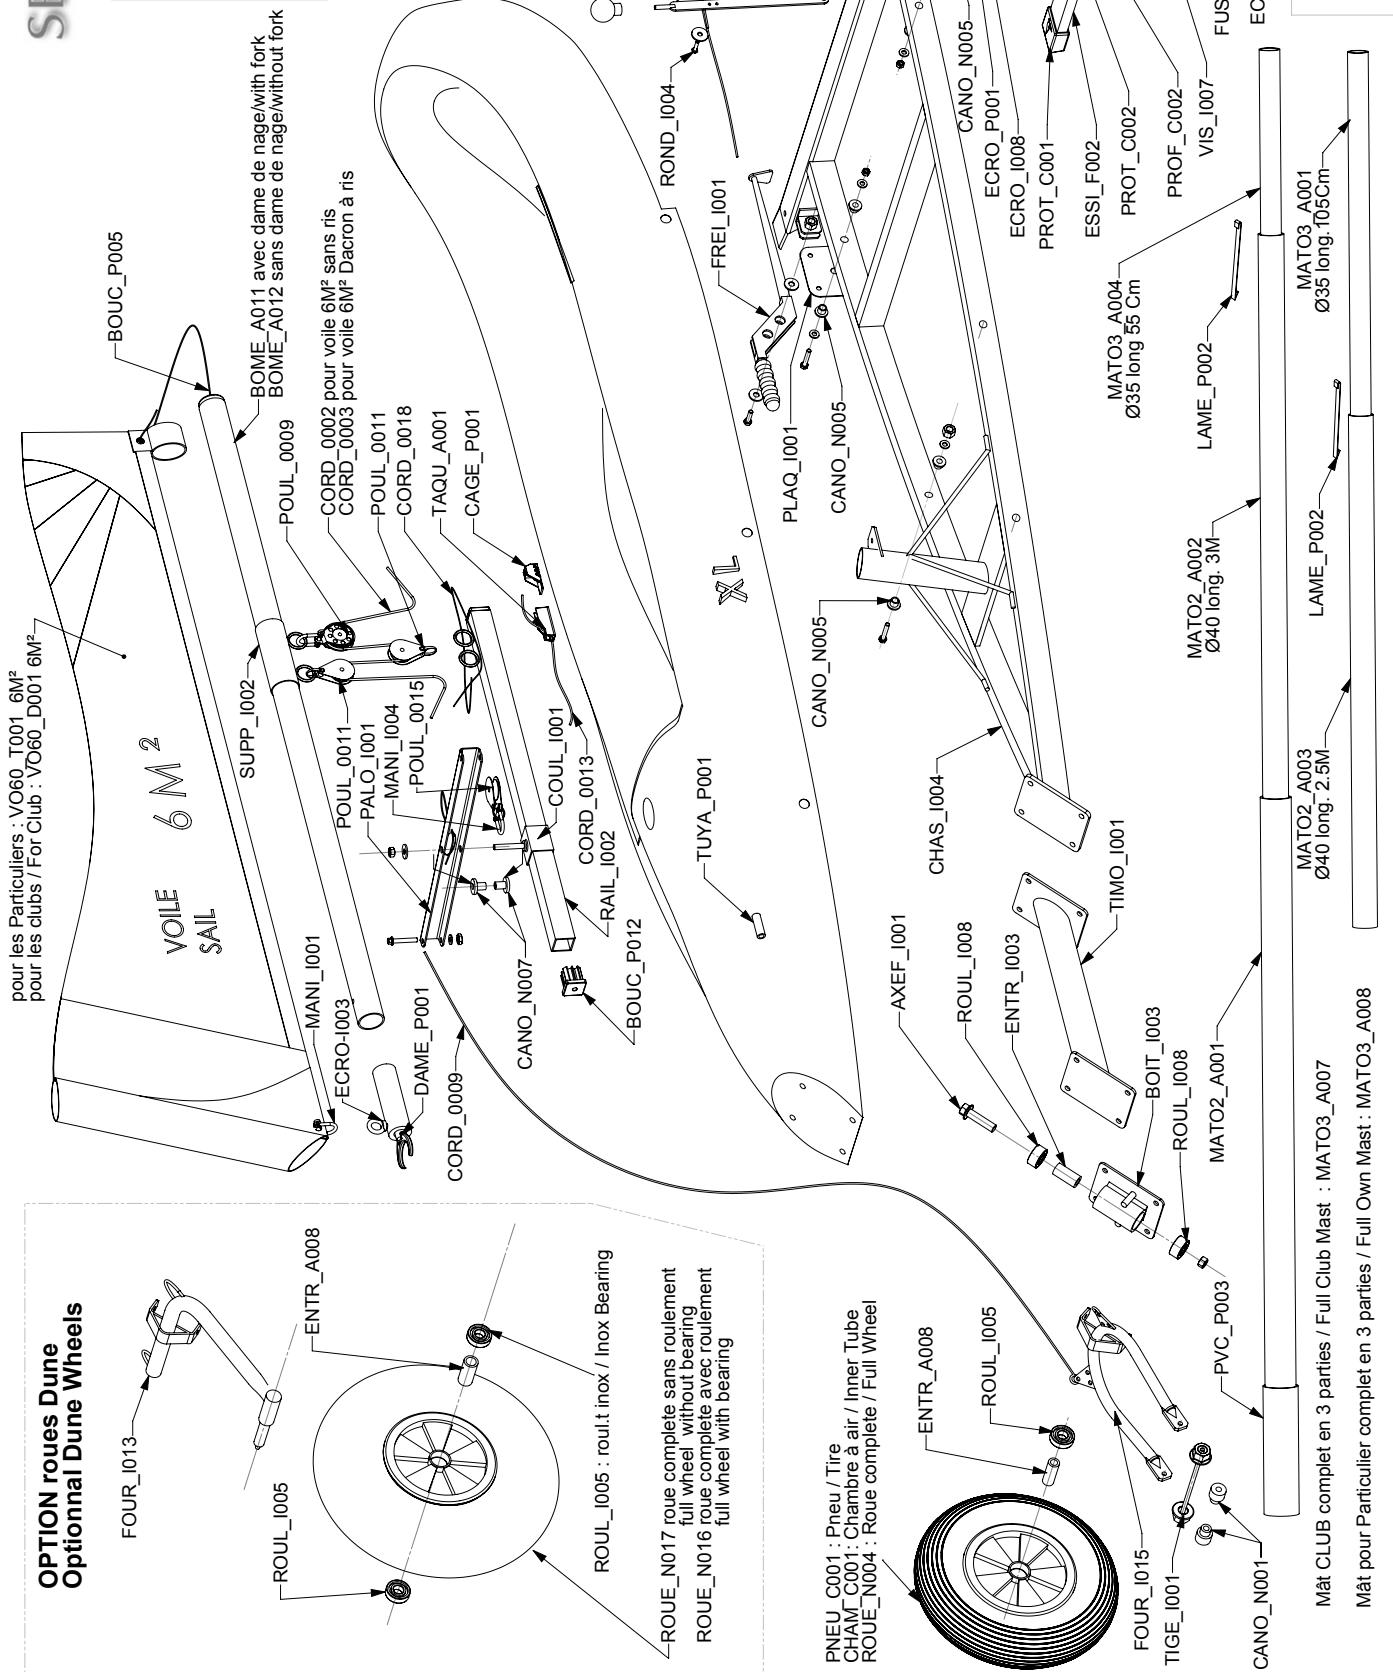 SE
pour les Particuliers : VO60_T001 6M²
pour les clubs / For Club : VO60_D001 6M²
VOILE 6 M²
SAIL
BOUC_P005
BOME_A011 avec dame de nage/with fork
BOME_A012 sans dame de nage/without fork
POUL_0009
CORD_0002 pour voile 6M² sans ris
CORD_0003 pour voile 6M² Dacron à ris
POUL_0011
CORD_0018
TAQU_A001
CAGE_P001
SUPP_I002
POUL_0011
PALO_I001
MANI_I004
POUL_0015
COUL_I001
CORD_0013
RAIL_I002
BOUC_P012
CANO_N007
MANI_I001
ECRO-I003
DAME_P001
CORD_0009
TUYA_P001
XL
ROND_I004
FREI_I001
PLAQ_I001
CANO_N005
CANO_N005
CHAS_I004
CANO_N005
ECRO_P001
ECRO_I008
PROT_C001
ESSI_F002
PROT_C002
PROF_C002
VIS_I007
FUS
EC
TIMO_I001
AXEF_I001
ROUL_I008
ENTR_I003
BOIT_I003
ROUL_I008
MATO3_A004
Ø35 long 55 Cm
LAME_P002
MATO3_A001
Ø35 long.105Cm
MATO2_A002
Ø40 long. 3M
LAME_P002
MATO2_A003
Ø40 long. 2.5M
MATO2_A001
PVC_P003
Mât CLUB complet en 3 parties / Full Club Mast : MATO3_A007
Mât pour Particulier complet en 3 parties / Full Own Mast : MATO3_A008
OPTION roues Dune
Optionnal Dune Wheels
FOUR_I013
ENTR_A008
ROUL_I005
ROUL_I005 : roul.t inox / Inox Bearing
ROUE_N017 roue complete sans roulement
full wheel without bearing
ROUE_N016 roue complete avec roulement
full wheel with bearing
PNEU_C001 : Pneu / Tire
CHAM_C001: Chambre à air / Inner Tube
ROUE_N004 : Roue complete / Full Wheel
ENTR_A008
ROUL_I005
FOUR_I015
TIGE_I001
CANO_N001